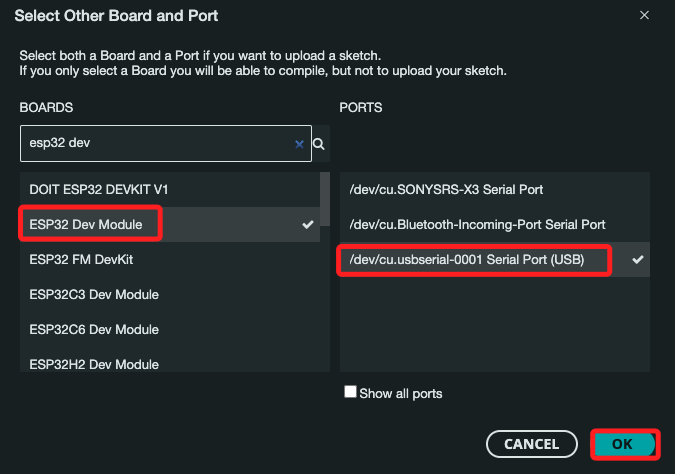 Select Other Board and Port
Select both a Board and a Port if you want to upload a sketch.
If you only select a Board you will be able to compile, but not to upload your sketch.
BOARDS
PORTS
esp32 dev
DOIT ESP32 DEVKIT V1
ESP32 Dev Module
ESP32 FM DevKit
ESP32C3 Dev Module
ESP32C6 Dev Module
ESP32H2 Dev Module
/dev/cu.SONYSRS-X3 Serial Port
/dev/cu.Bluetooth-Incoming-Port Serial Port
/dev/cu.usbserial-0001 Serial Port (USB)
Show all ports
CANCEL
OK